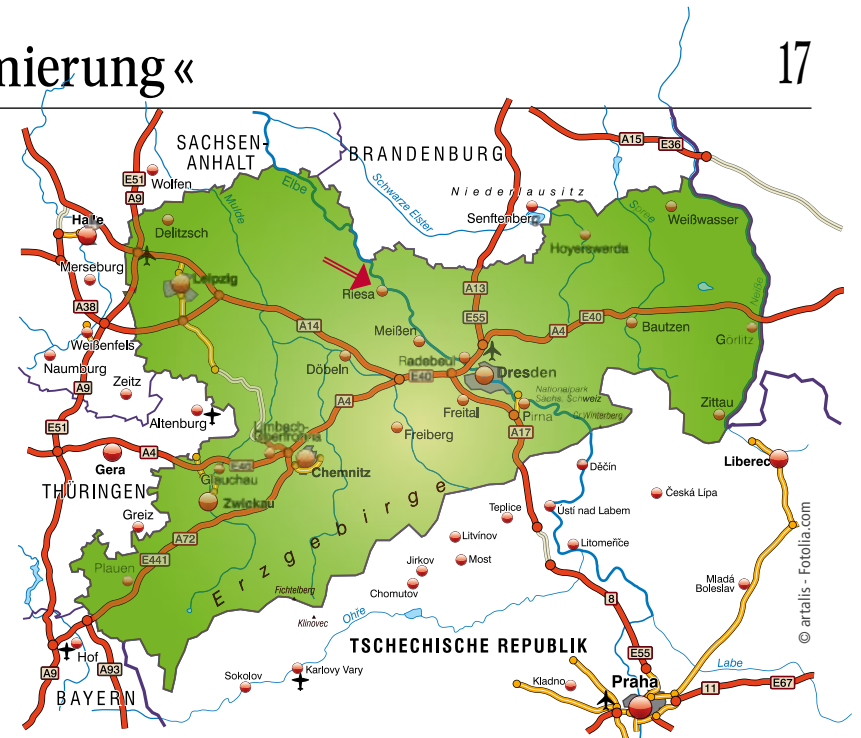 mierung «
17
SACHSEN-
ANHALT
BRANDENBURG
A15
E36
E51
A9
Wolfen
Elbe
Mulde
Schwarze Elster
Niederlausitz
Senftenberg
Spree
Weißwasser
Halle
Delitzsch
Hoyerswerda
Merseburg
Leipzig
Riesa
A13
E55
Neiße
A38
A14
Meißen
A4
E40
Bautzen
Görlitz
Weißenfels
Naumburg
Döbeln
Radebeul
E40
Dresden
A9
Zeitz
Nationalpark
Sächs. Schweiz
Altenburg
A4
Freital
Pirna
Gr. Winterberg
Zittau
E51
A4
Limbach-
Oberfrohna
Freiberg
A17
Gera
E40
Glauchau
Chemnitz
Děčín
Liberec
THÜRINGEN
Zwickau
Erzgebirge
Česká Lípa
Greiz
Teplice
Ústí nad Labem
A72
Litvínov
Litoměřice
E441
Most
Plauen
Jirkov
Chomutov
Mladá
Boleslav
Fichtelberg
Klínovec
Ohře
8
© artalis - Fotolia.com
TSCHECHISCHE REPUBLIK
Hof
E55
Labe
A9
A93
Sokolov
Karlovy Vary
Kladno
Praha
11
E67
BAYERN